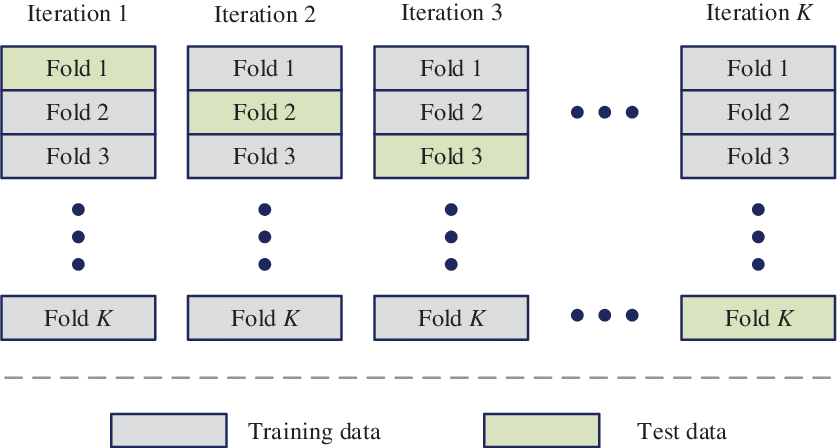 Iteration 1 Iteration 2 Iteration 3 Iteration K
Fold 1 Fold 1 Fold 1 Fold 1
Fold 2 Fold 2 Fold 2 Fold 2
Fold 3 Fold 3 Fold 3 Fold 3
Fold K Fold K Fold K Fold K
Training data Test data